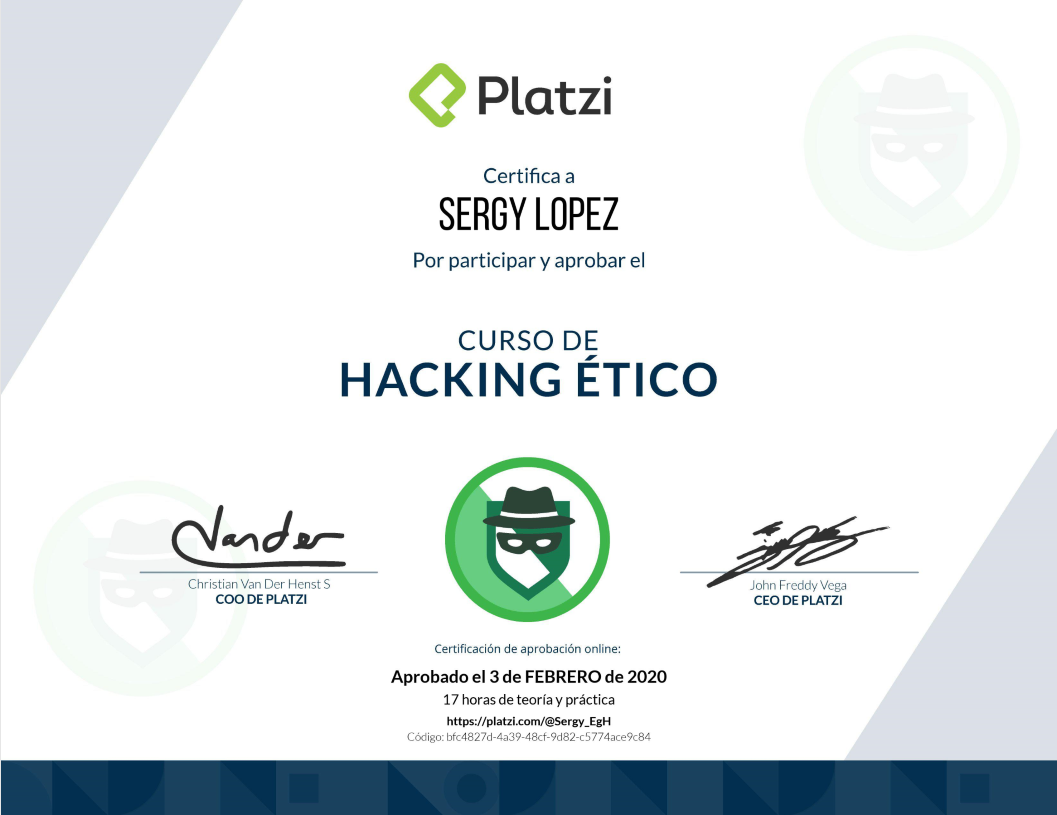 Platzi
Certifica a
SERGY LOPEZ
Por participar y aprobar el
CURSO DE
HACKING ÉTICO
Vander
Christian Van Der Henst S
COO DE PLATZI
John Freddy Vega
CEO DE PLATZI
Certificación de aprobación online:
Aprobado el 3 de FEBRERO de 2020
17 horas de teoría y práctica
https://platzi.com/@Sergy_EgH
Código: bfc4827d-4a39-48cf-9d82-c5774ace9c84